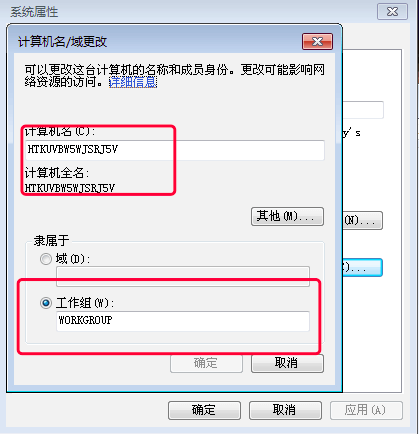 系统属性
计算机名/域更改
可以更改这台计算机的名称和成员身份。更改可能影响网
络资源的访问。详细信息
计算机名(C):
HTKUVBW5WJSRJ5V
y's
计算机全名:
HTKUVBW5WJSRJ5V
其他(M)...
(N)...
隶属于
域(D):
)...
工作组(W):
WORKGROUP
确定
取消
确定
取消
应用(A)